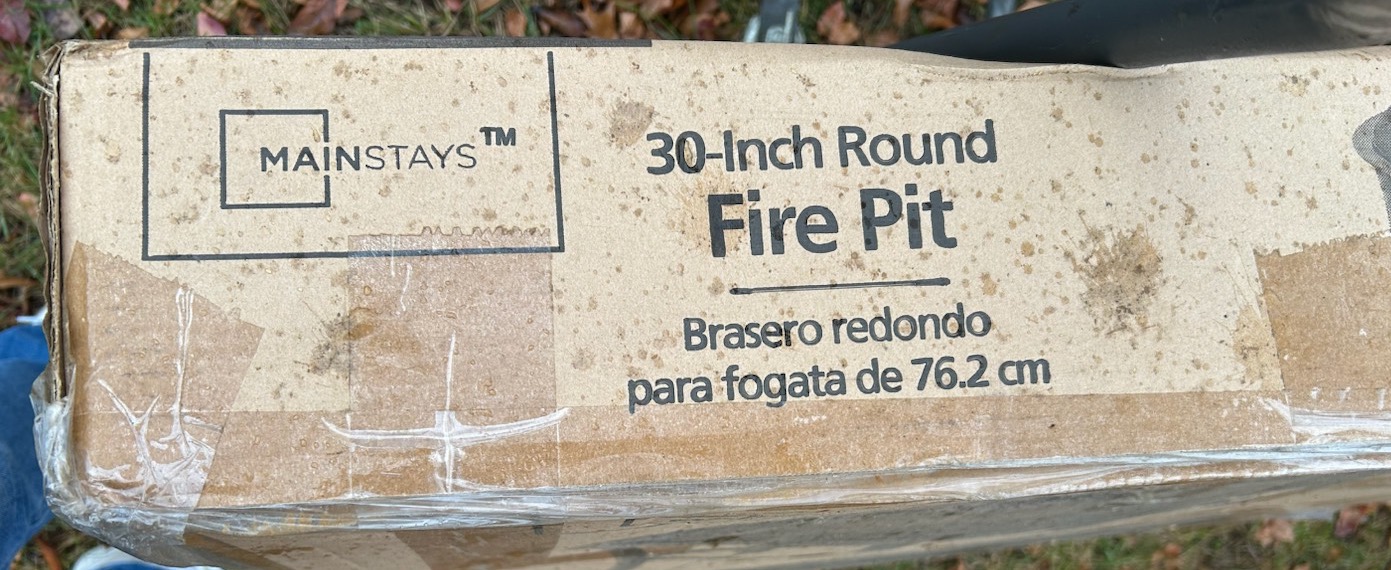 MAINSTAYS™
30-Inch Round
Fire Pit
Brasero redondo
para fogata de 76.2 cm